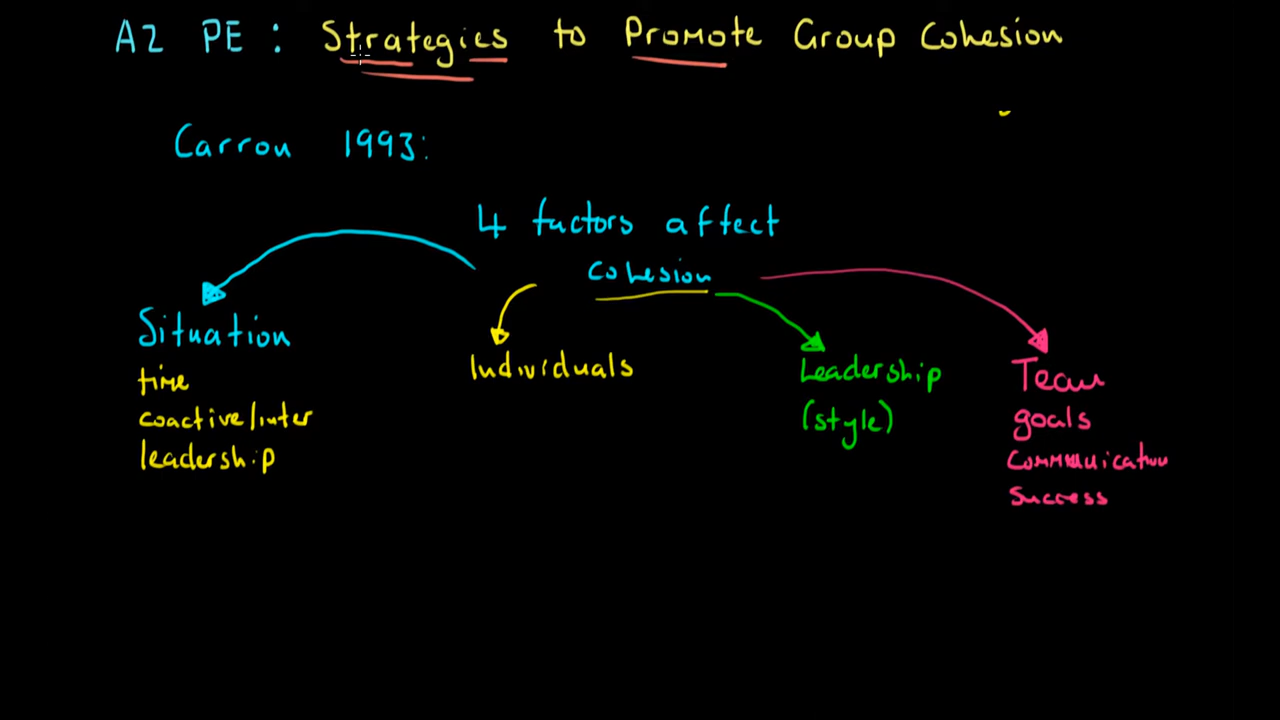 A2 PE : Strategies to Promote Group Cohesion
Carron 1993:
4 factors affect
cohesion
Situation
time
coactive/inter
leadership
Individuals
Leadership
(style)
Team
goals
communication
success